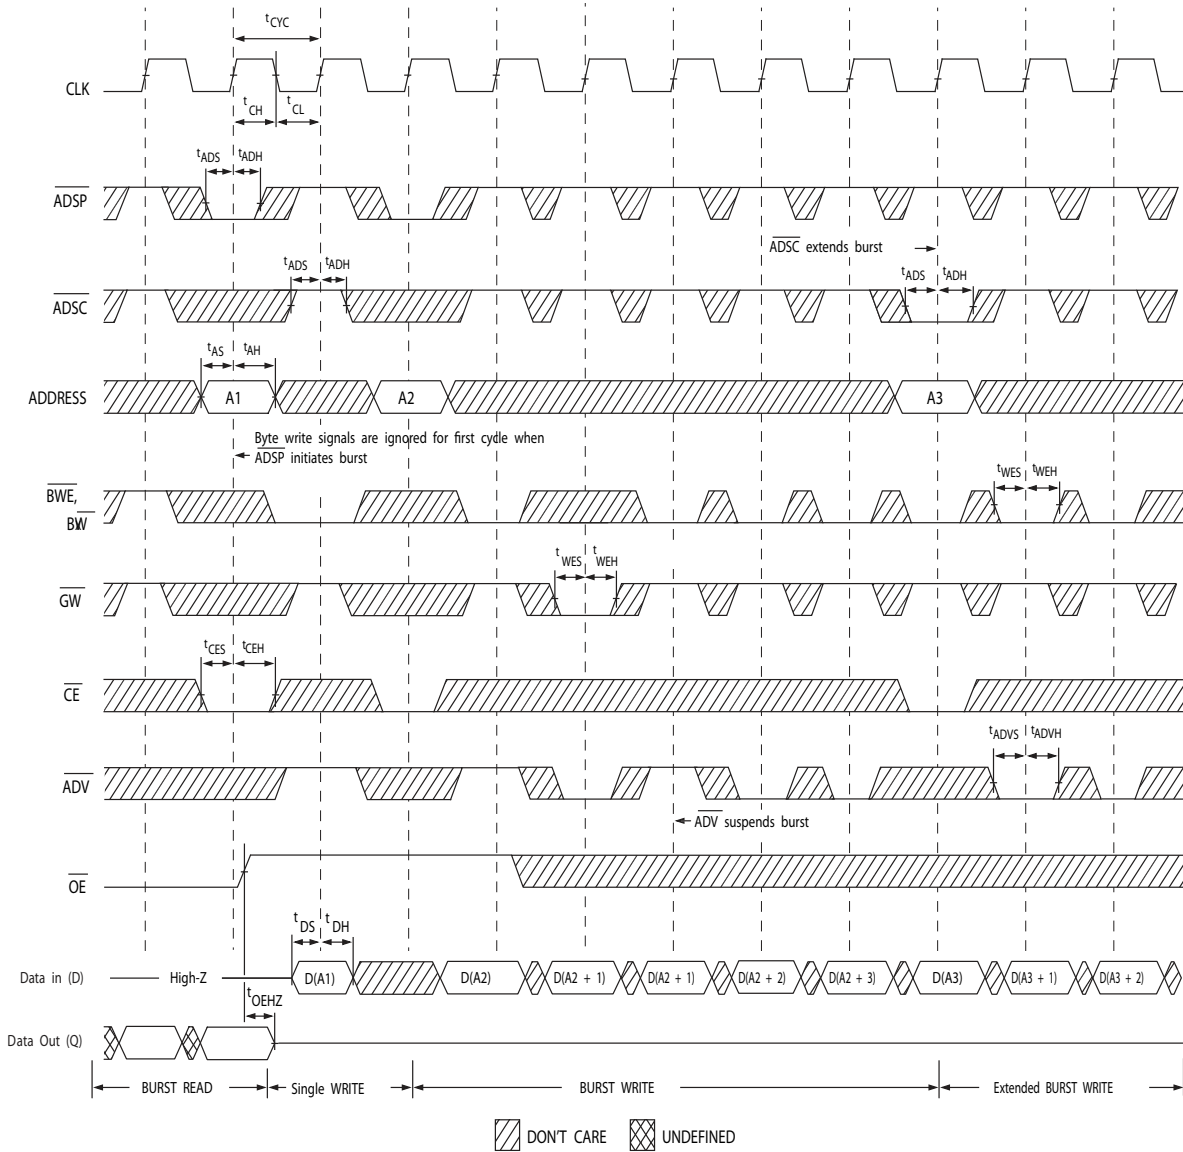 tCYC
CLK
tCH
tCL
tADS tADH
ADSP
ADSC extends burst
tADS tADH
tADS tADH
ADSC
tAS tAH
ADDRESS
A1
A2
A3
Byte write signals are ignored for first cycle when
ADSP initiates burst
tWES tWEH
BWE,
BW
tWES tWEH
GW
tCES tCEH
CE
tADVS tADVH
ADV
ADV suspends burst
OE
tDS tDH
Data in (D)
High-Z
D(A1)
D(A2)
D(A2 + 1)
D(A2 + 1)
D(A2 + 2)
D(A2 + 3)
D(A3)
D(A3 + 1)
D(A3 + 2)
tOEHZ
Data Out (Q)
BURST READ
Single WRITE
BURST WRITE
Extended BURST WRITE
DON'T CARE
UNDEFINED